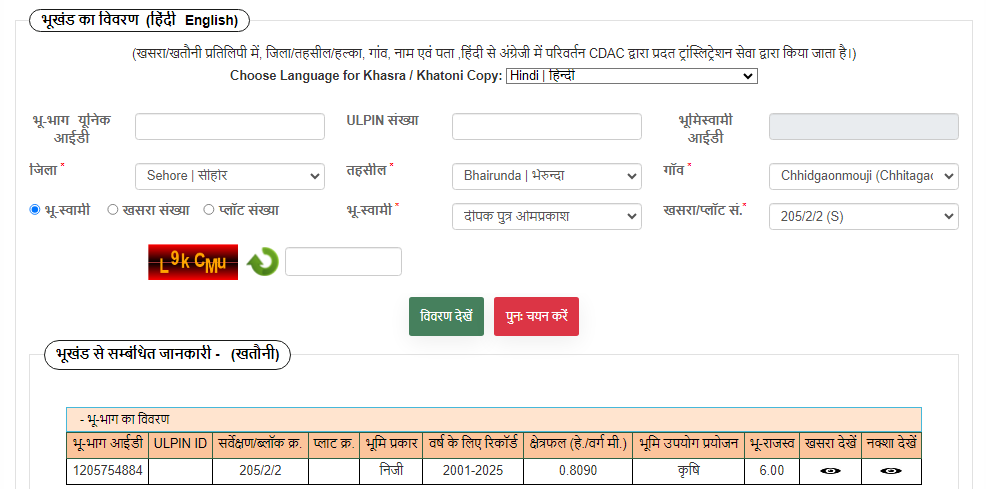 भूखंड का विवरण (हिंदी English)
(खसरा/खतौनी प्रतिलिपी में, जिला/तहसील/हल्का, गांव, नाम एवं पता ,हिंदी से अंग्रेजी में परिवर्तन CDAC द्वारा प्रदत ट्रांस्लिट्रेशन सेवा द्वारा किया जाता है।)
Choose Language for Khasra / Khatoni Copy: Hindi | हिन्दी
भू-भाग यूनिक आईडी ULPIN संख्या भूमिस्वामी आईडी
जिला * Sehore | सीहोर तहसील * Bhairunda | भेरुन्दा गाँव * Chhidgaonmouji (Chhitagac
भू-स्वामी खसरा संख्या प्लॉट संख्या भू-स्वामी * दीपक पुत्र ओमप्रकाश खसरा/प्लॉट सं.* 205/2/2 (S)
L9kCMu
विवरण देखें पुनः चयन करें
भूखंड से सम्बंधित जानकारी - (खतौनी)
- भू-भाग का विवरण
भू-भाग आईडी ULPIN ID सर्वेक्षण/ब्लॉक क्र. प्लाट क्र. भूमि प्रकार वर्ष के लिए रिकॉर्ड क्षेत्रफल (हे./वर्ग मी.) भूमि उपयोग प्रयोजन भू-राजस्व खसरा देखें नक्शा देखें
1205754884 205/2/2 निजी 2001-2025 0.8090 कृषि 6.00